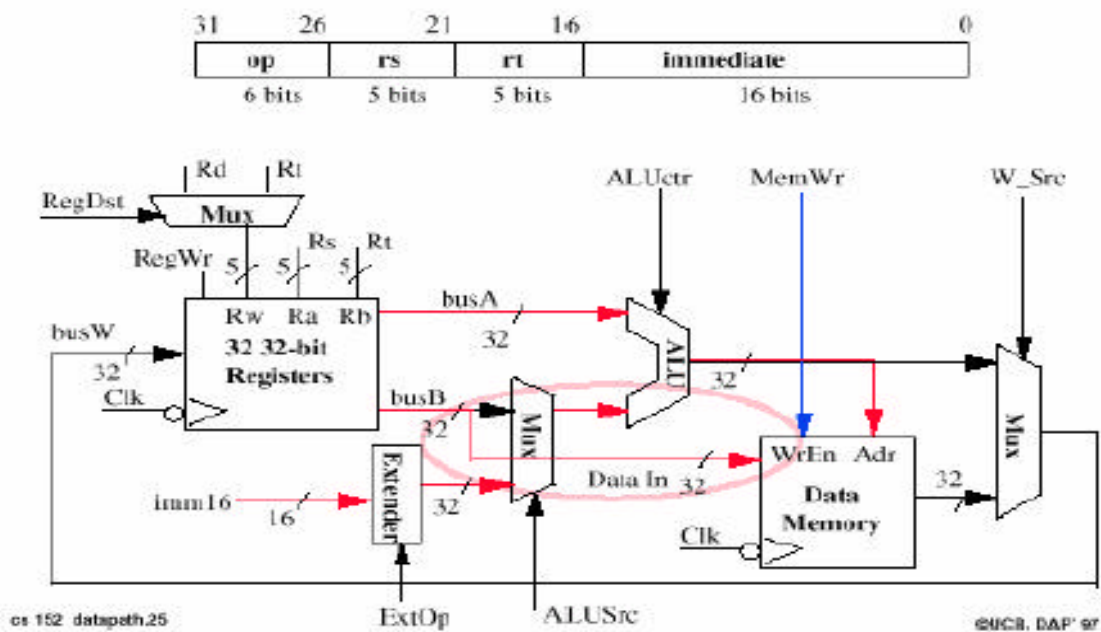 31 26 21 16 0
op rs rt immediate
6 bits 5 bits 5 bits 16 bits
Rd Rt
RegDst
Mux
ALUctr MemWr W_Src
RegWr 5 5 Rs 5 Rt
busW
32
Rw Ra Rb
32 32-bit
Registers
Clk
busA
32
busB
32
Mux
ALU
32
imm16
16
Extender
32
Data In 32
WrEn Adr
Data
Memory
Clk
32
Mux
ExtOp ALUSrc
cs 152 datapath.25 ©UCB, DAP' 97